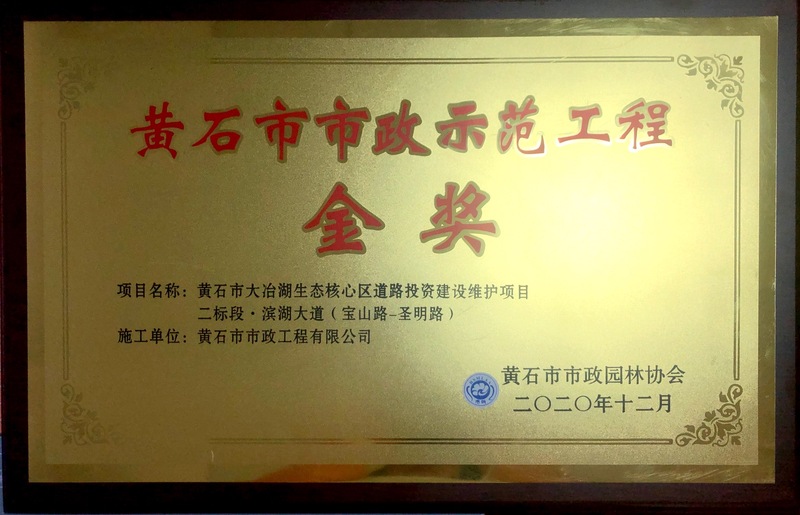 黄石市市政示范工程
金奖
项目名称：黄石市大冶湖生态核心区道路投资建设维护项目
二标段·滨湖大道（宝山路-圣明路）
施工单位：黄石市市政工程有限公司
黄石市市政园林协会
二〇二〇年十二月